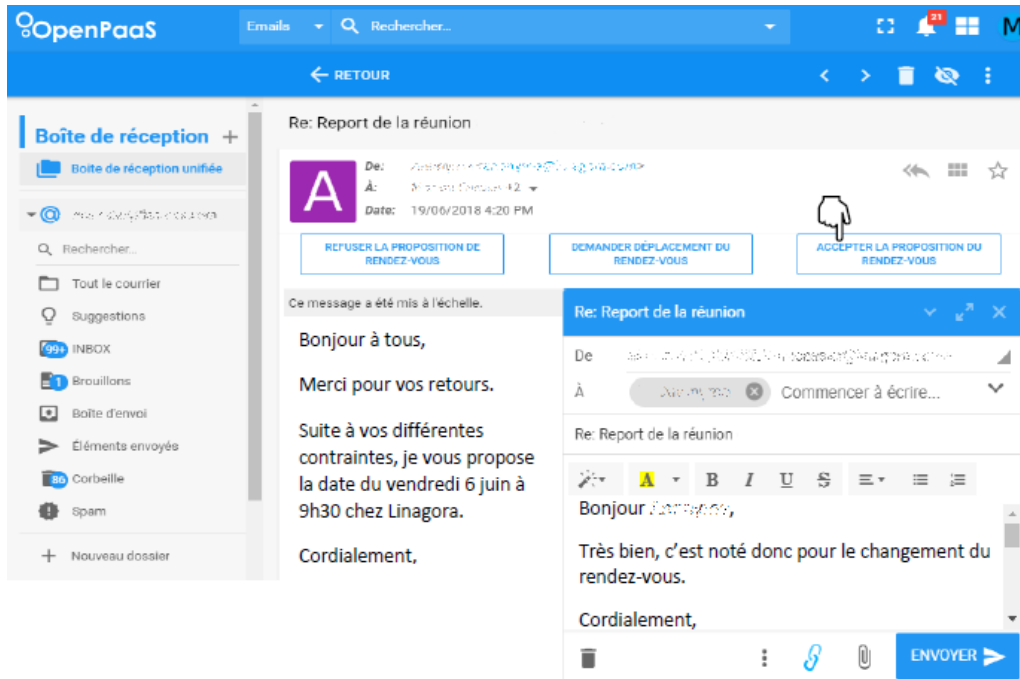 OpenPaaS
Emails
Rechercher...
21
M
RETOUR
Boîte de réception +
Boîte de réception unifiée
Rechercher...
Tout le courrier
Suggestions
99+ INBOX
1 Brouillons
Boîte d'envoi
Éléments envoyés
86 Corbeille
Spam
+ Nouveau dossier
Re: Report de la réunion
A
De:
À: +2
Date: 19/06/2018 4:20 PM
REFUSER LA PROPOSITION DE
RENDEZ-VOUS
DEMANDER DÉPLACEMENT DU
RENDEZ-VOUS
ACCEPTER LA PROPOSITION DU
RENDEZ-VOUS
Ce message a été mis à l'échelle.
Bonjour à tous,
Merci pour vos retours.
Suite à vos différentes
contraintes, je vous propose
la date du vendredi 6 juin à
9h30 chez Linagora.
Cordialement,
Re: Report de la réunion
De
À Commencer à écrire...
Re: Report de la réunion
A B I U S
Bonjour
Très bien, c'est noté donc pour le changement du
rendez-vous.
Cordialement,
ENVOYER